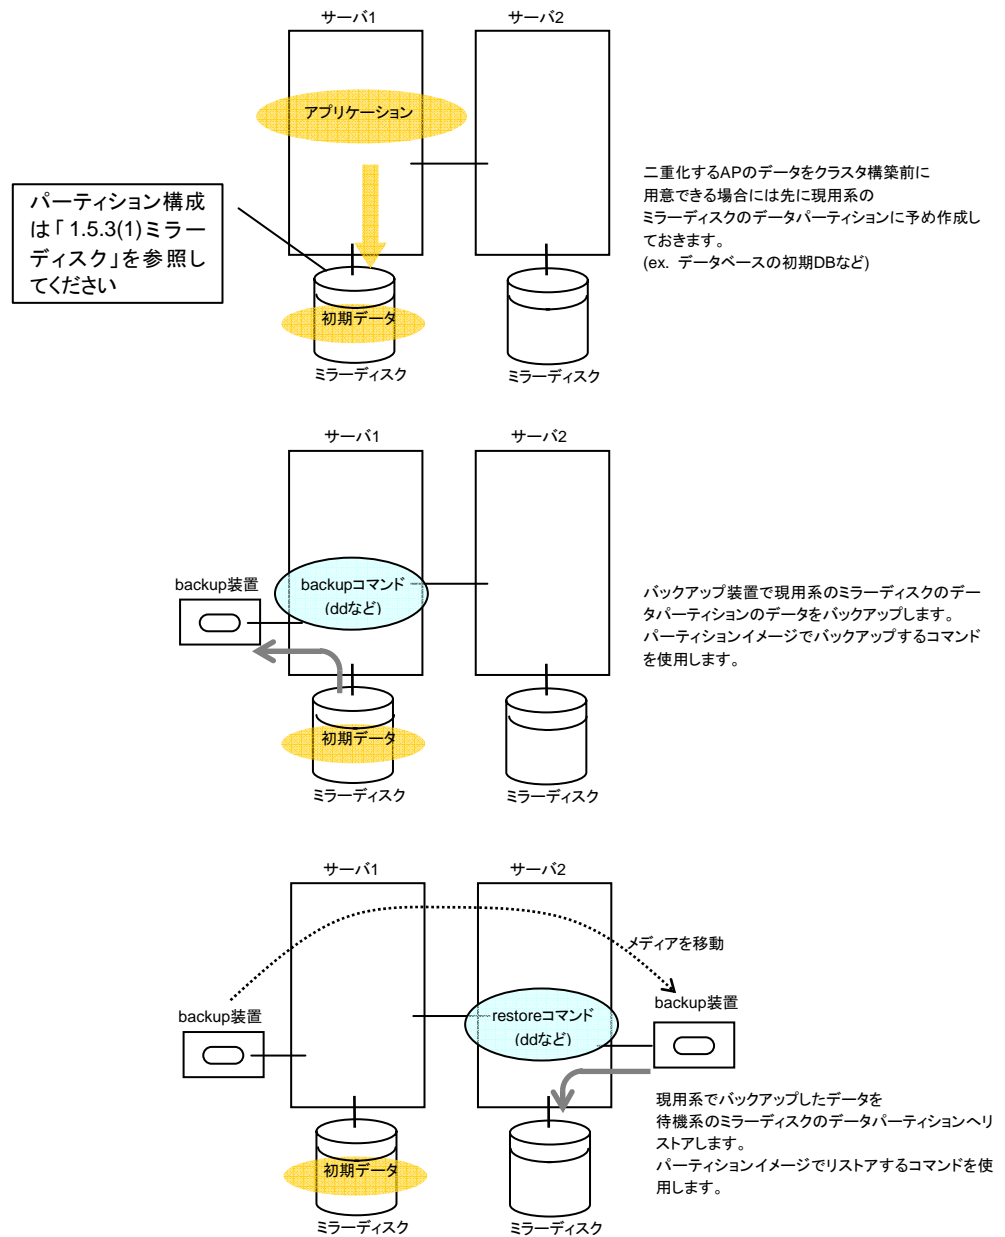 サーバ1
サーバ2
アプリケーション
パーティション構成
は「 1.5.3(1)ミラー
ディスク」を参照し
てください
二重化するAPのデータをクラスタ構築前に
用意できる場合には先に現用系の
ミラーディスクのデータパーティションに予め作成し
ておきます。
(ex. データベースの初期DBなど)
初期データ
ミラーディスク
ミラーディスク
サーバ1
サーバ2
backup装置
backupコマンド
(ddなど)
バックアップ装置で現用系のミラーディスクのデー
タパーティションのデータをバックアップします。
パーティションイメージでバックアップするコマンド
を使用します。
初期データ
ミラーディスク
ミラーディスク
サーバ1
サーバ2
メディアを移動
backup装置
backup装置
restoreコマンド
(ddなど)
現用系でバックアップしたデータを
待機系のミラーディスクのデータパーティションへリ
ストアします。
パーティションイメージでリストアするコマンドを使
用します。
初期データ
ミラーディスク
ミラーディスク